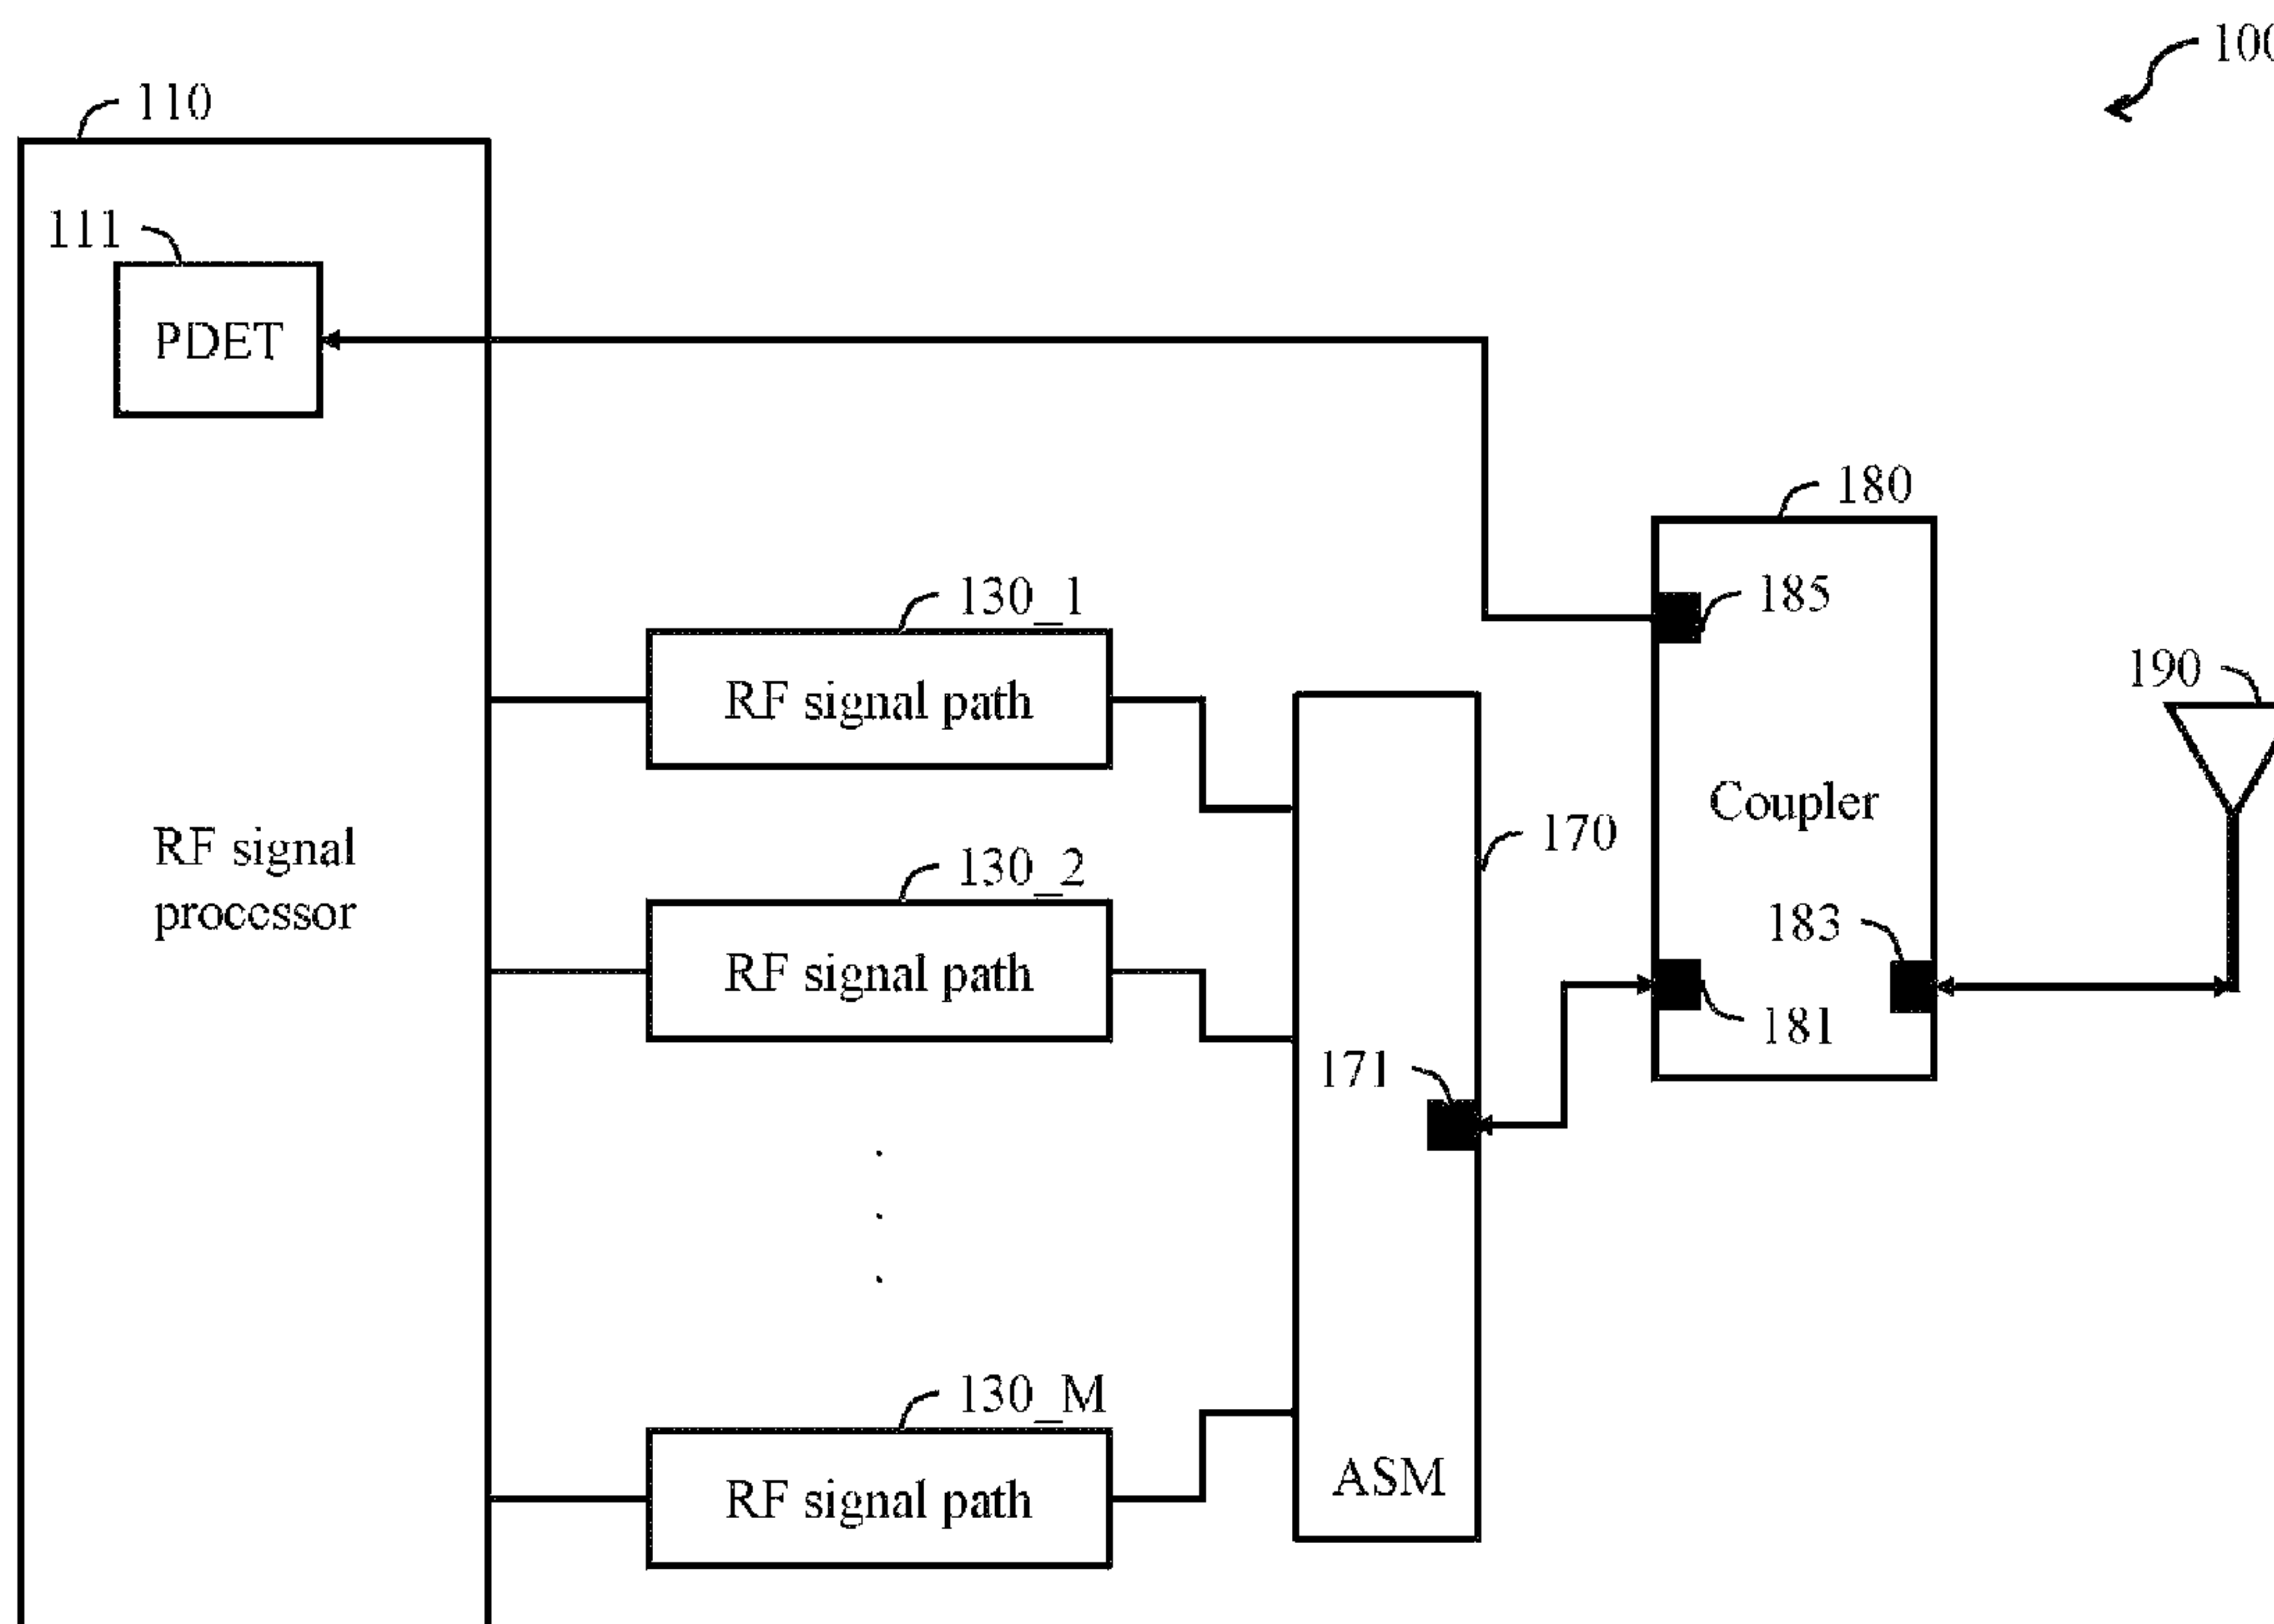 100
110
111
PDET
180
185
130_1
RF signal path
190
Coupler
170
RF signal
processor
130_2
RF signal path
183
181
171
130_M
RF signal path
ASM